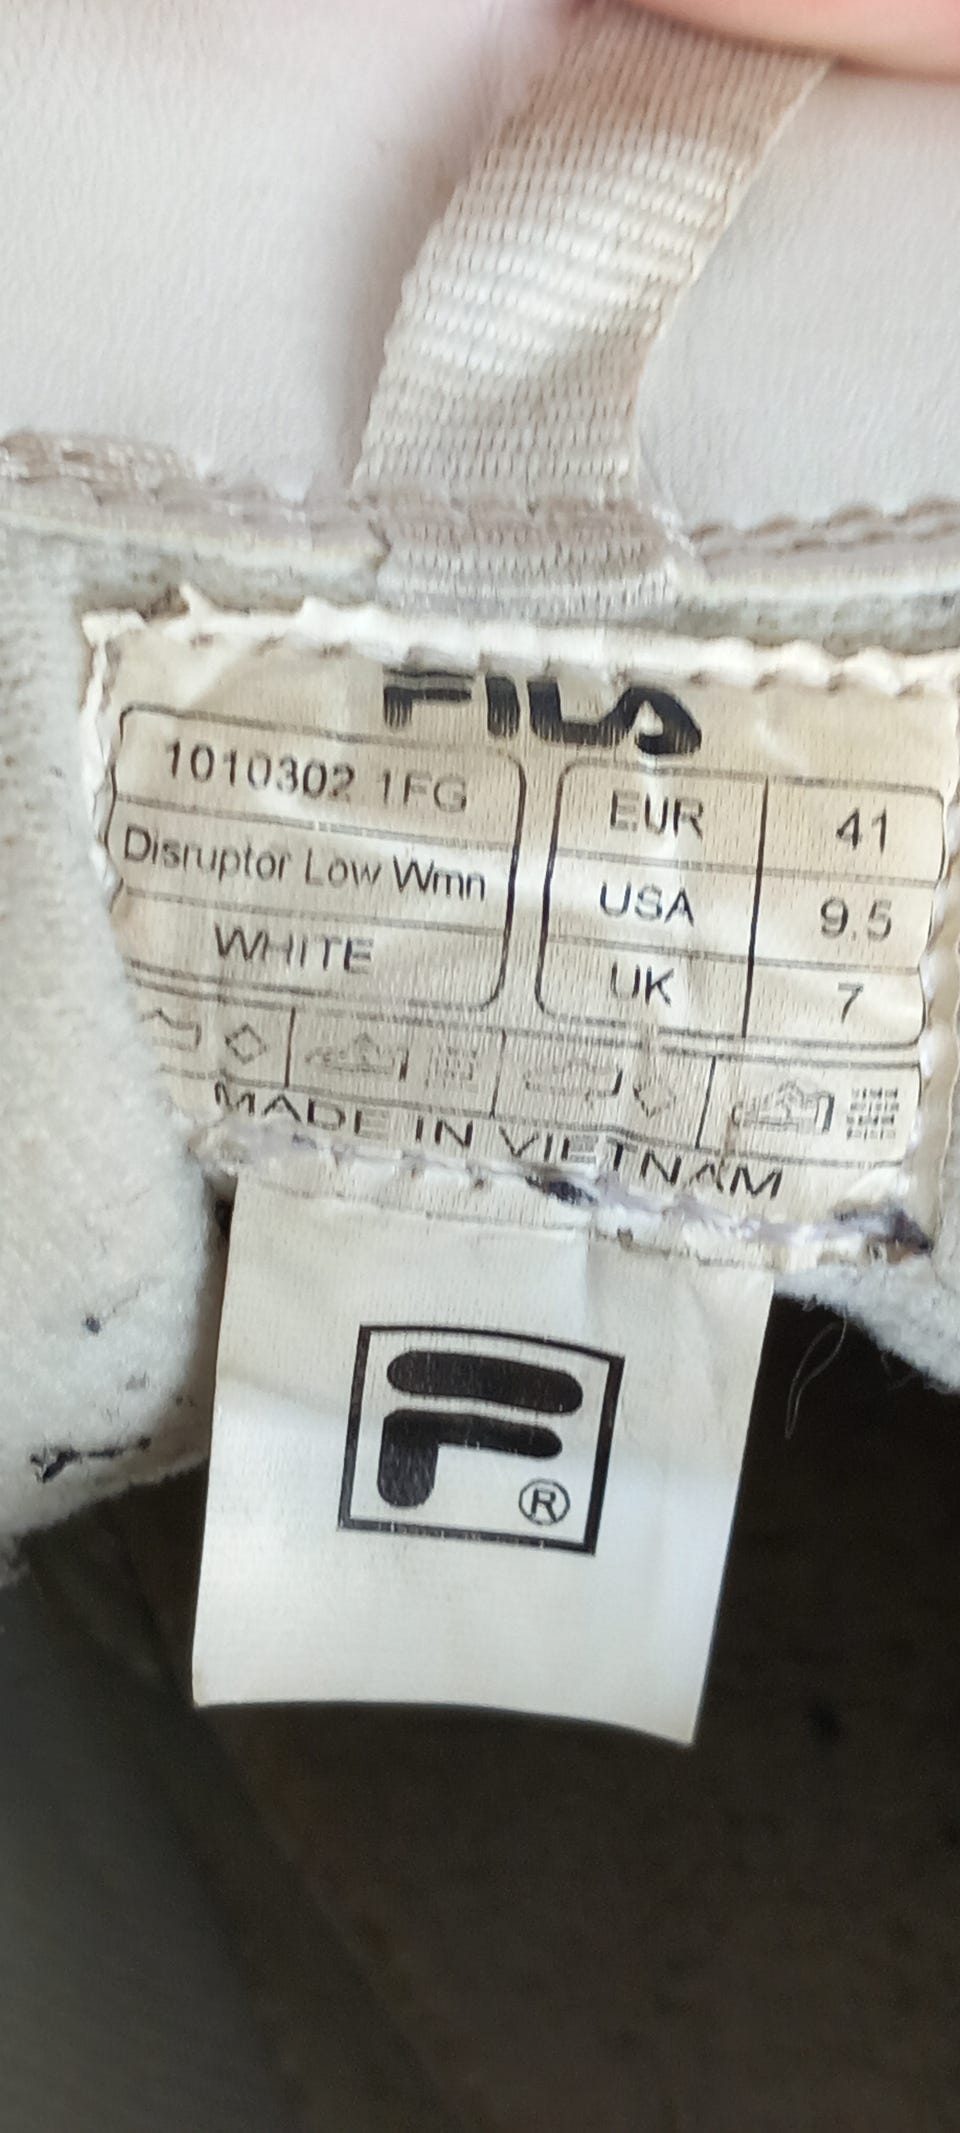 FILA
1010302 1FG
Disruptor Low Wmn
WHITE
EUR 41
USA 9.5
UK 7
MADE IN VIETNAM
F
®